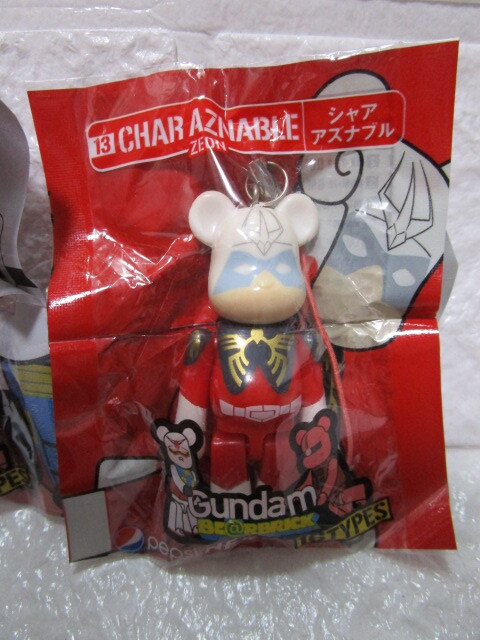 13 CHAR AZNABLE
ZEON
シャア
アズナブル
Gundam
BE@RBRICK
TYPES
pepsi